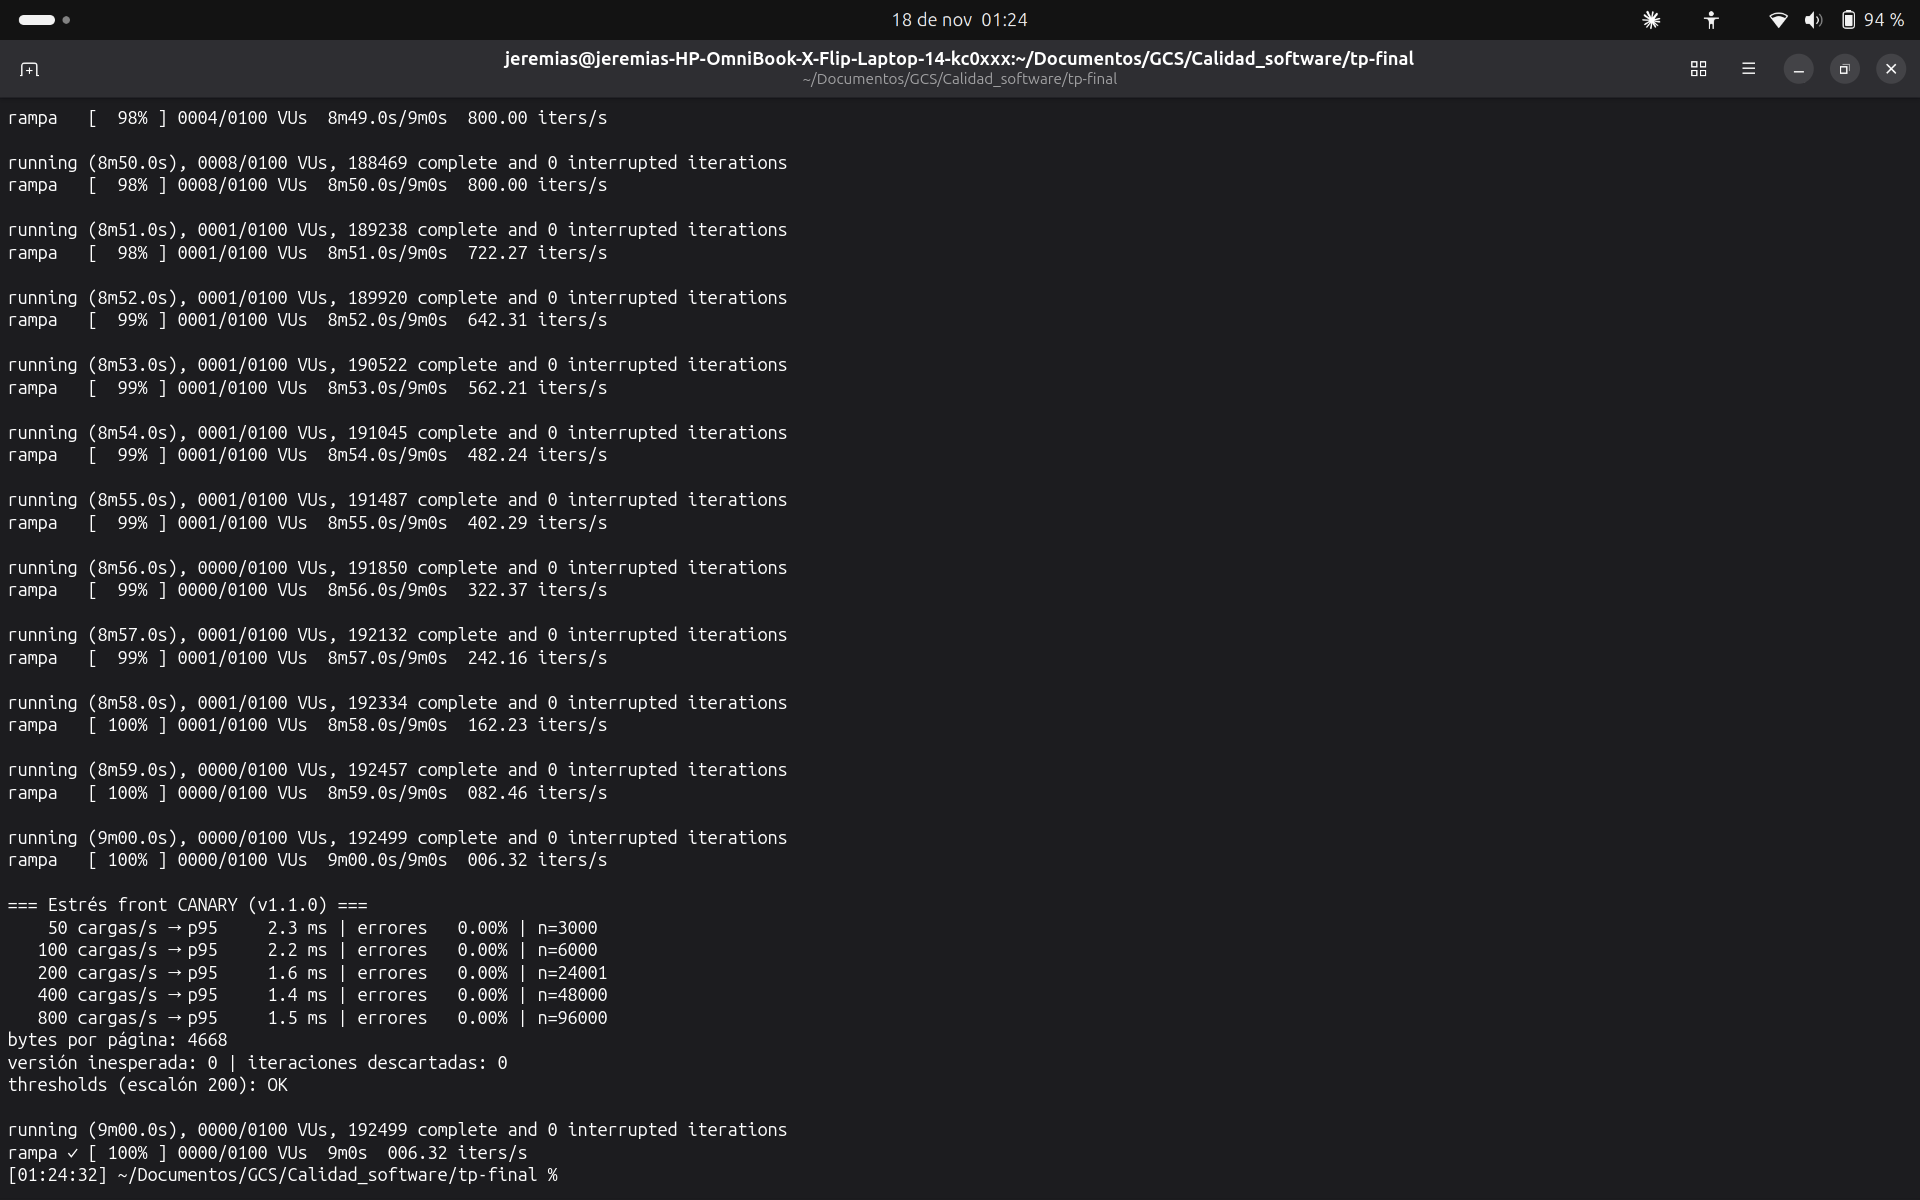 18 de nov 01:24
94 %
jeremias@jeremias-HP-OmniBook-X-Flip-Laptop-14-kc0xxx:~/Documentos/GCS/Calidad_software/tp-final
~/Documentos/GCS/Calidad_software/tp-final
rampa   [  98% ] 0004/0100 VUs  8m49.0s/9m0s  800.00 iters/s
running (8m50.0s), 0008/0100 VUs, 188469 complete and 0 interrupted iterations
rampa   [  98% ] 0008/0100 VUs  8m50.0s/9m0s  800.00 iters/s
running (8m51.0s), 0001/0100 VUs, 189238 complete and 0 interrupted iterations
rampa   [  98% ] 0001/0100 VUs  8m51.0s/9m0s  722.27 iters/s
running (8m52.0s), 0001/0100 VUs, 189920 complete and 0 interrupted iterations
rampa   [  99% ] 0001/0100 VUs  8m52.0s/9m0s  642.31 iters/s
running (8m53.0s), 0001/0100 VUs, 190522 complete and 0 interrupted iterations
rampa   [  99% ] 0001/0100 VUs  8m53.0s/9m0s  562.21 iters/s
running (8m54.0s), 0001/0100 VUs, 191045 complete and 0 interrupted iterations
rampa   [  99% ] 0001/0100 VUs  8m54.0s/9m0s  482.24 iters/s
running (8m55.0s), 0001/0100 VUs, 191487 complete and 0 interrupted iterations
rampa   [  99% ] 0001/0100 VUs  8m55.0s/9m0s  402.29 iters/s
running (8m56.0s), 0000/0100 VUs, 191850 complete and 0 interrupted iterations
rampa   [  99% ] 0000/0100 VUs  8m56.0s/9m0s  322.37 iters/s
running (8m57.0s), 0001/0100 VUs, 192132 complete and 0 interrupted iterations
rampa   [  99% ] 0001/0100 VUs  8m57.0s/9m0s  242.16 iters/s
running (8m58.0s), 0001/0100 VUs, 192334 complete and 0 interrupted iterations
rampa   [ 100% ] 0001/0100 VUs  8m58.0s/9m0s  162.23 iters/s
running (8m59.0s), 0000/0100 VUs, 192457 complete and 0 interrupted iterations
rampa   [ 100% ] 0000/0100 VUs  8m59.0s/9m0s  082.46 iters/s
running (9m00.0s), 0000/0100 VUs, 192499 complete and 0 interrupted iterations
rampa   [ 100% ] 0000/0100 VUs  9m00.0s/9m0s  006.32 iters/s
=== Estrés front CANARY (v1.1.0) ===
    50 cargas/s → p95     2.3 ms | errores   0.00% | n=3000
   100 cargas/s → p95     2.2 ms | errores   0.00% | n=6000
   200 cargas/s → p95     1.6 ms | errores   0.00% | n=24001
   400 cargas/s → p95     1.4 ms | errores   0.00% | n=48000
   800 cargas/s → p95     1.5 ms | errores   0.00% | n=96000
bytes por página: 4668
versión inesperada: 0 | iteraciones descartadas: 0
thresholds (escalón 200): OK
running (9m00.0s), 0000/0100 VUs, 192499 complete and 0 interrupted iterations
rampa ✓ [ 100% ] 0000/0100 VUs  9m0s  006.32 iters/s
[01:24:32] ~/Documentos/GCS/Calidad_software/tp-final %